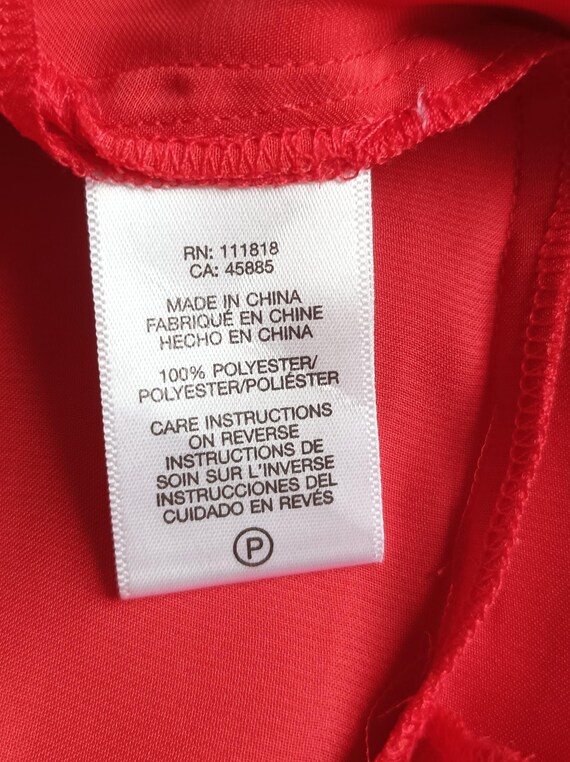 RN: 111818
CA: 45885
MADE IN CHINA
FABRIQUÉ EN CHINE
HECHO EN CHINA
100% POLYESTER/
POLYESTER/POLIÉSTER
CARE INSTRUCTIONS
ON REVERSE
INSTRUCTIONS DE
SOIN SUR L'INVERSE
INSTRUCCIONES DEL
CUIDADO EN REVÉS
P